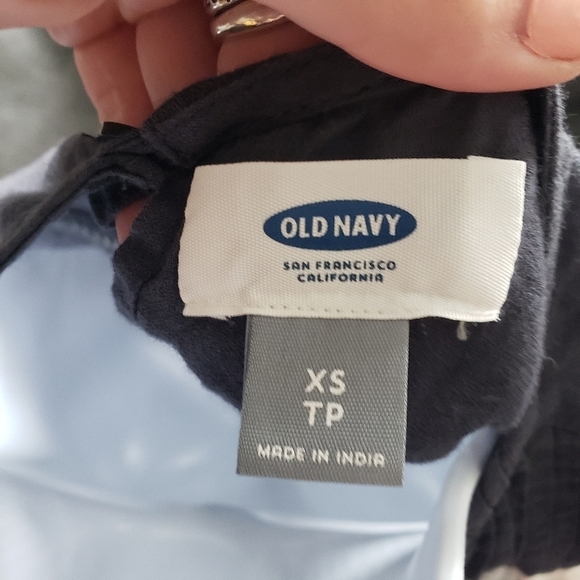 OLD NAVY
SAN FRANCISCO
CALIFORNIA
XS
TP
MADE IN INDIA